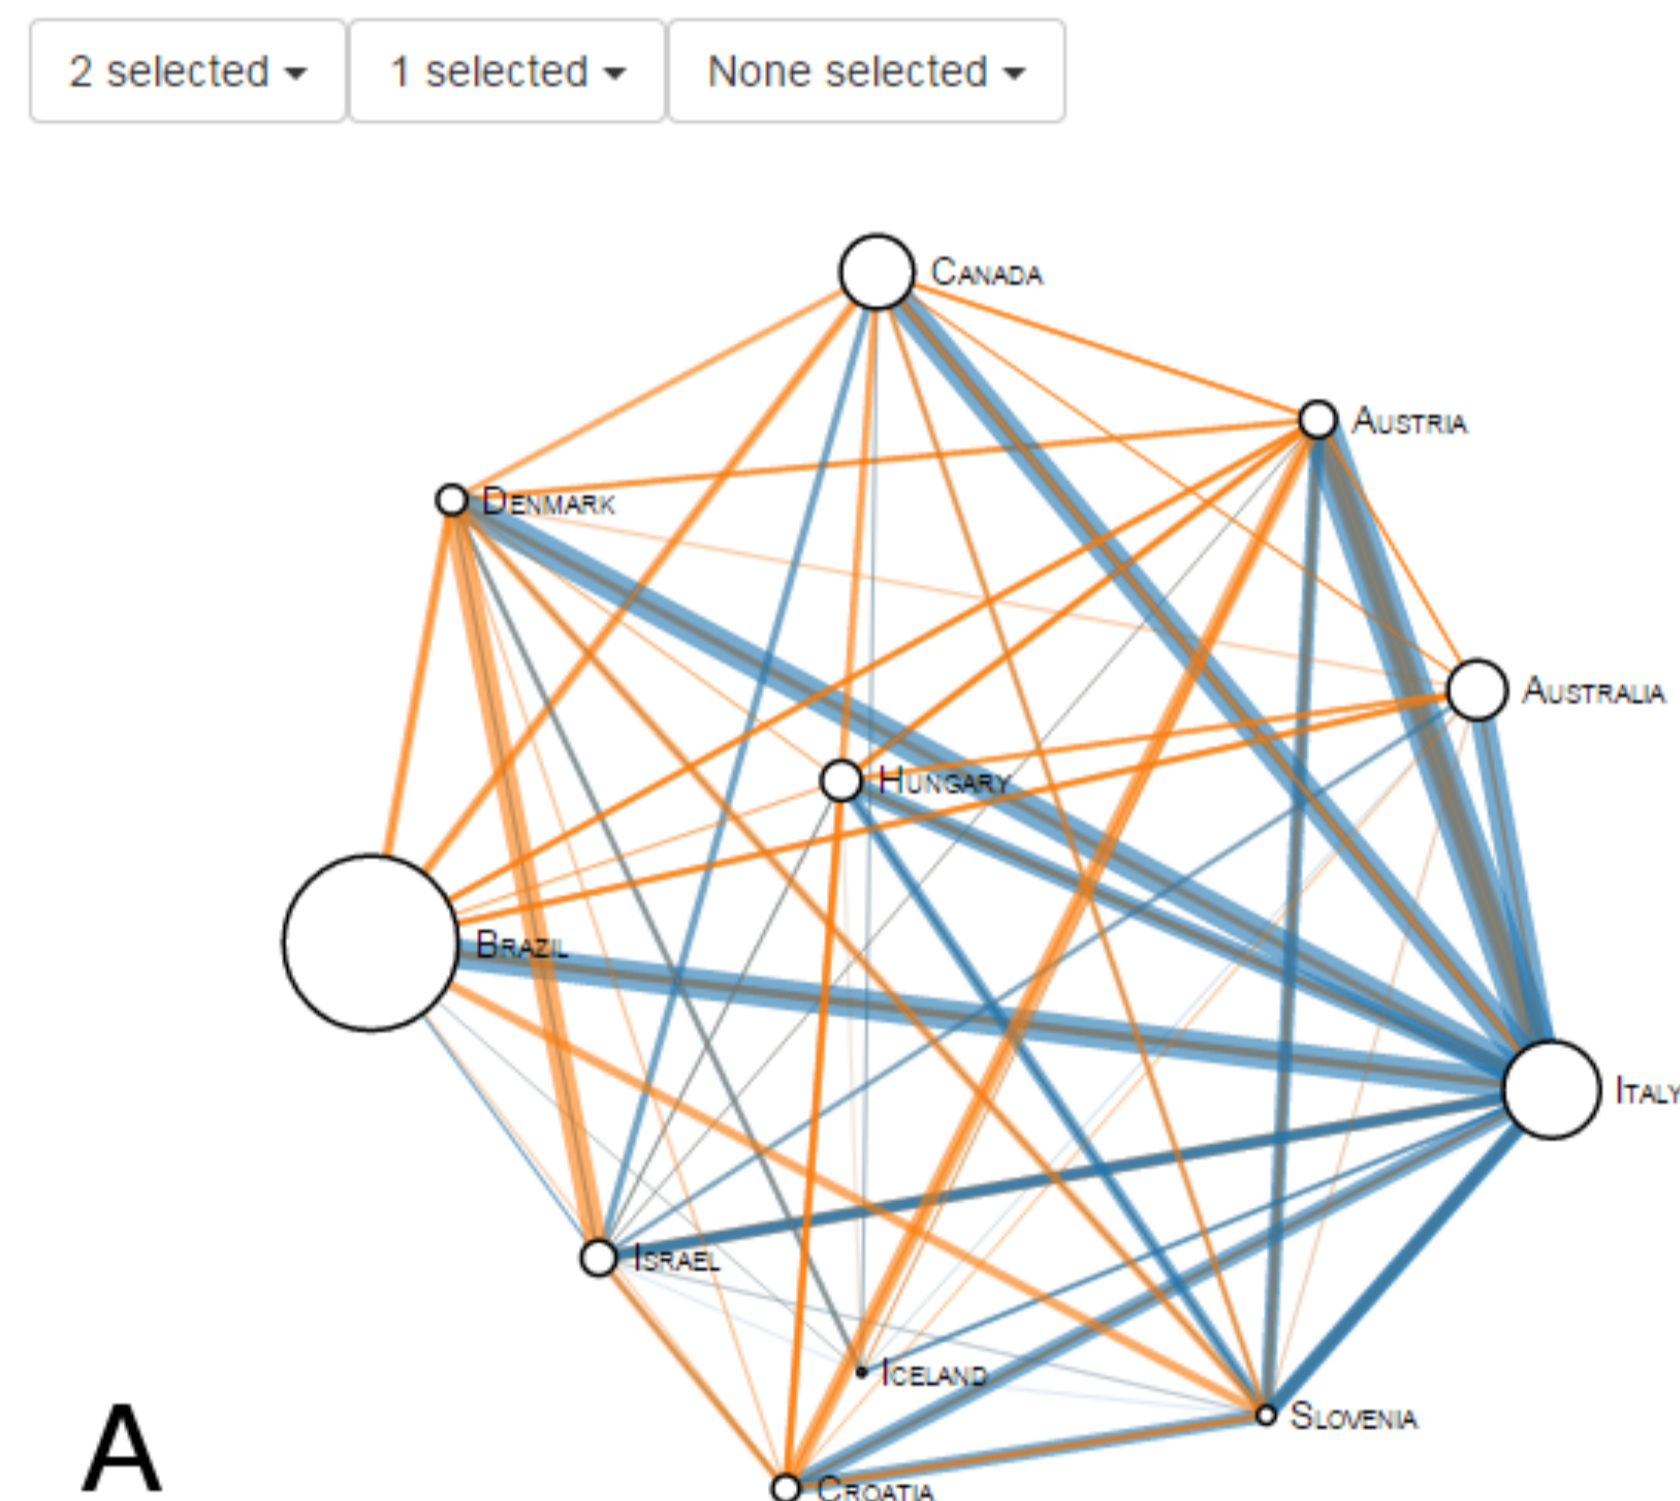 2 selected 1 selected None selected
Canada
Austria
Denmark
Australia
Hungary
Brazil
Italy
Israel
Iceland
Slovenia
A
Croatia